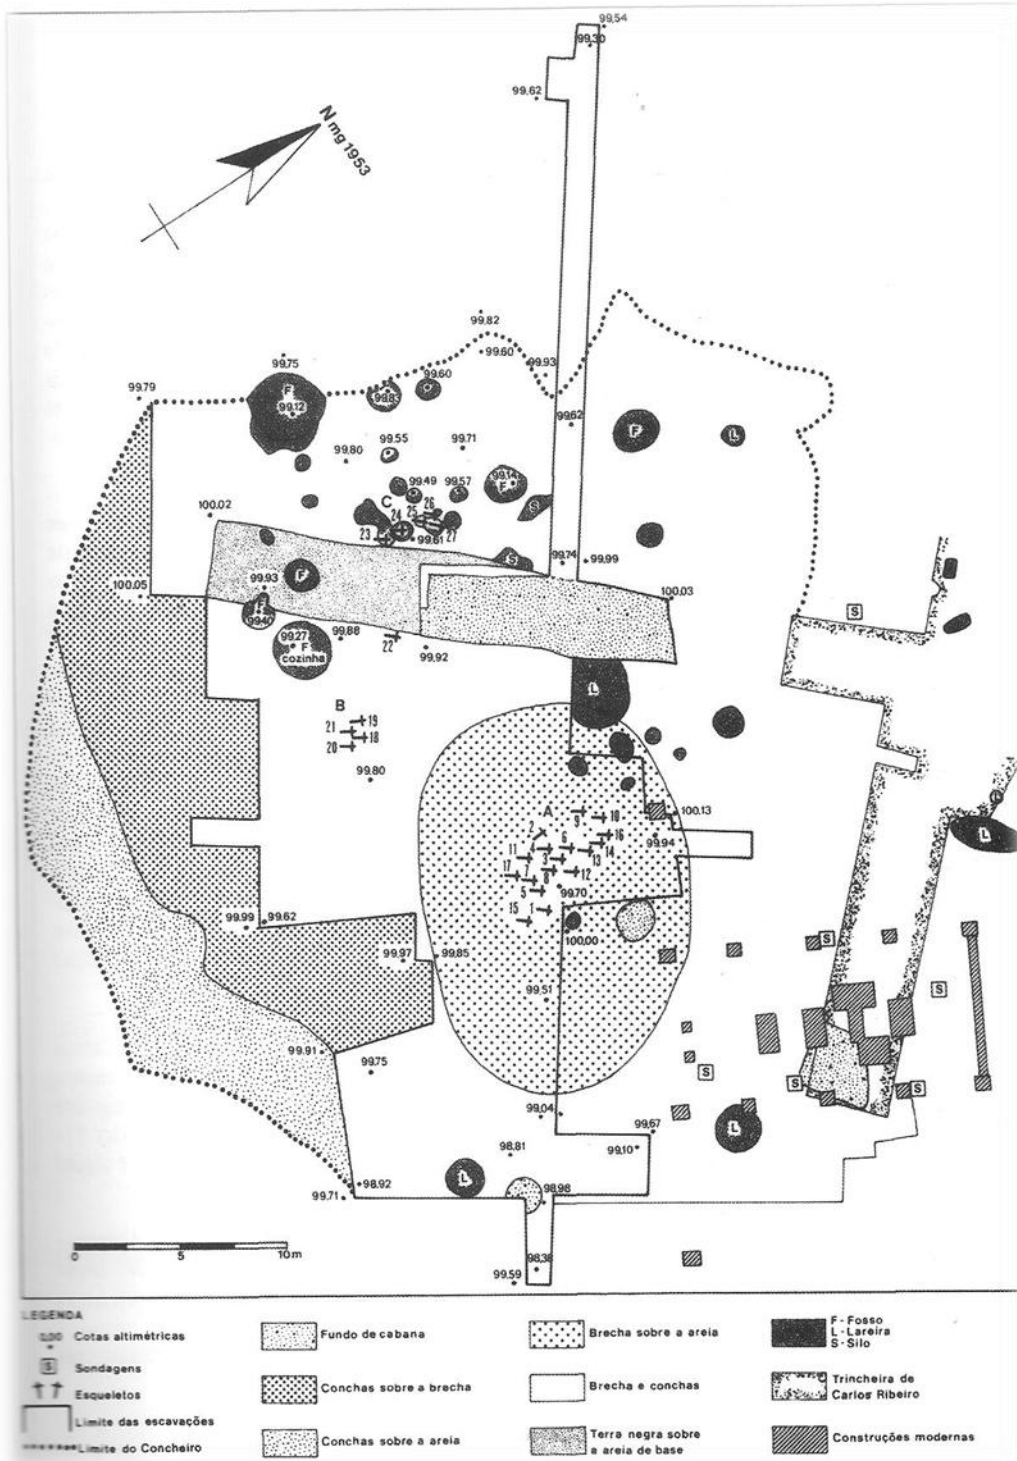 99,54
99,30
99,62
N mg 1953
99,82
99,60
99,93
99,75
99,79
F
99,12
99,83
99,60
99,62
F
L
99,55
99,80
99,71
99,49
99,57
99,14
F
C
26
25
24
S
100,02
23
99,61
27
S
99,74
99,99
99,93
F
100,05
100,03
F
99,40
S
99,27
F
cozinha
99,88
22
99,92
L
B
21
19
18
20
99,80
A
9
10
100,13
2
16
99,94
L
4
6
11
3
13
14
17
7
8
12
5
99,70
15
1
99,99
99,62
100,00
S
99,97
99,85
99,51
S
99,91
99,75
S
S
S
99,04
99,67
L
98,81
99,10
L
98,92
99,71
98,98
98,38
99,59
0
5
10m
LEGENDA
0,00 Cotas altimétricas
S Sondagens
Esqueletos
Limite das escavações
Limite do Concheiro
Fundo de cabana
Conchas sobre a brecha
Conchas sobre a areia
Brecha sobre a areia
Brecha e conchas
Terra negra sobre
a areia de base
F - Fosso
L - Lareira
S - Silo
Trincheira de
Carlos Ribeiro
Construções modernas